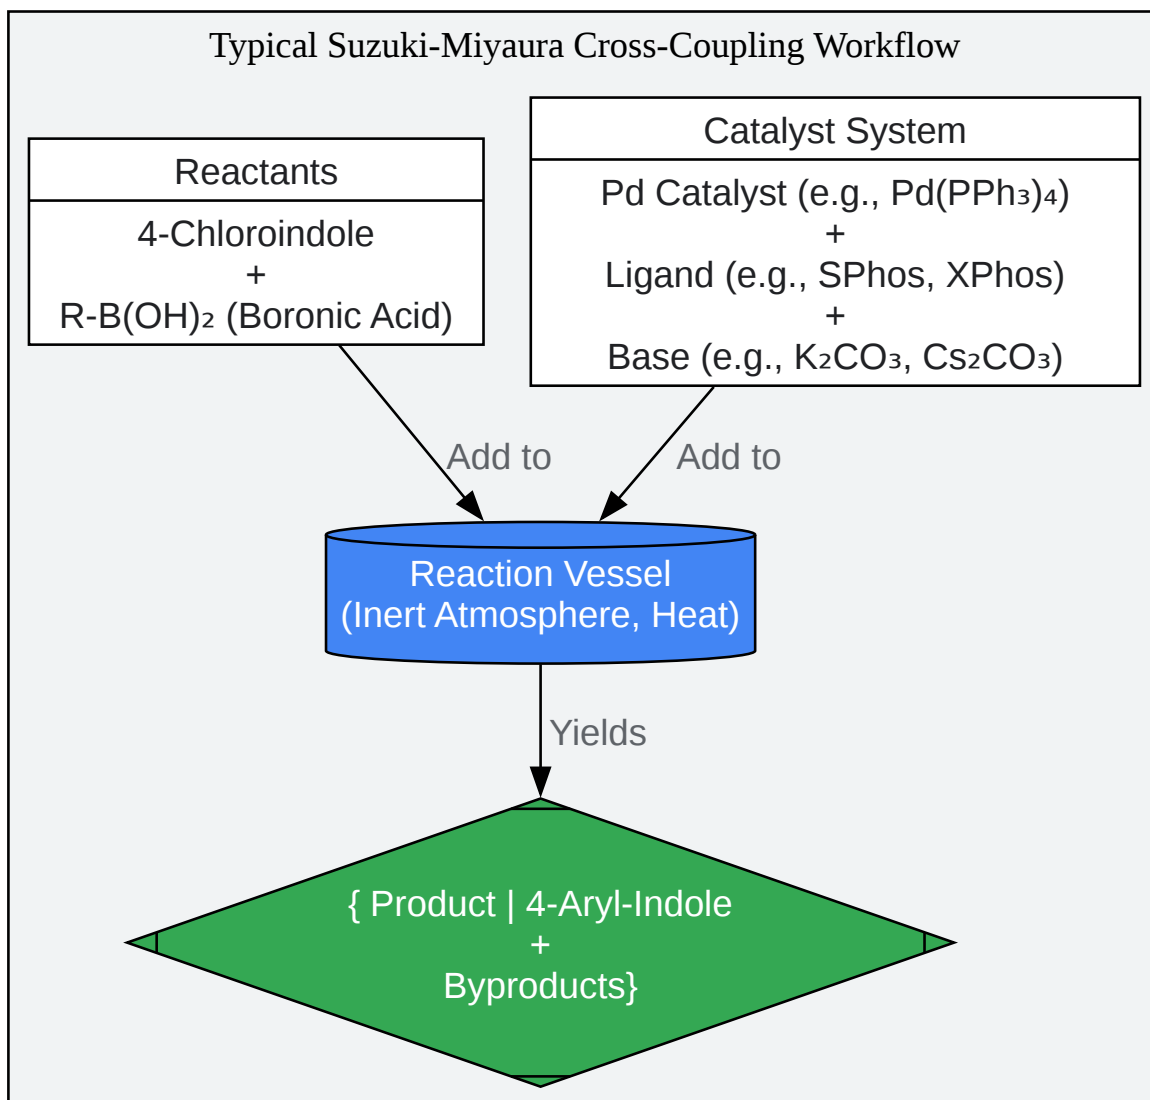 Typical Suzuki-Miyaura Cross-Coupling Workflow
Reactants
4-Chloroindole
+
R-B(OH)₂ (Boronic Acid)
Catalyst System
Pd Catalyst (e.g., Pd(PPh₃)₄)
+
Ligand (e.g., SPhos, XPhos)
+
Base (e.g., K₂CO₃, Cs₂CO₃)
Add to
Add to
Reaction Vessel
(Inert Atmosphere, Heat)
Yields
{ Product | 4-Aryl-Indole
+
Byproducts}